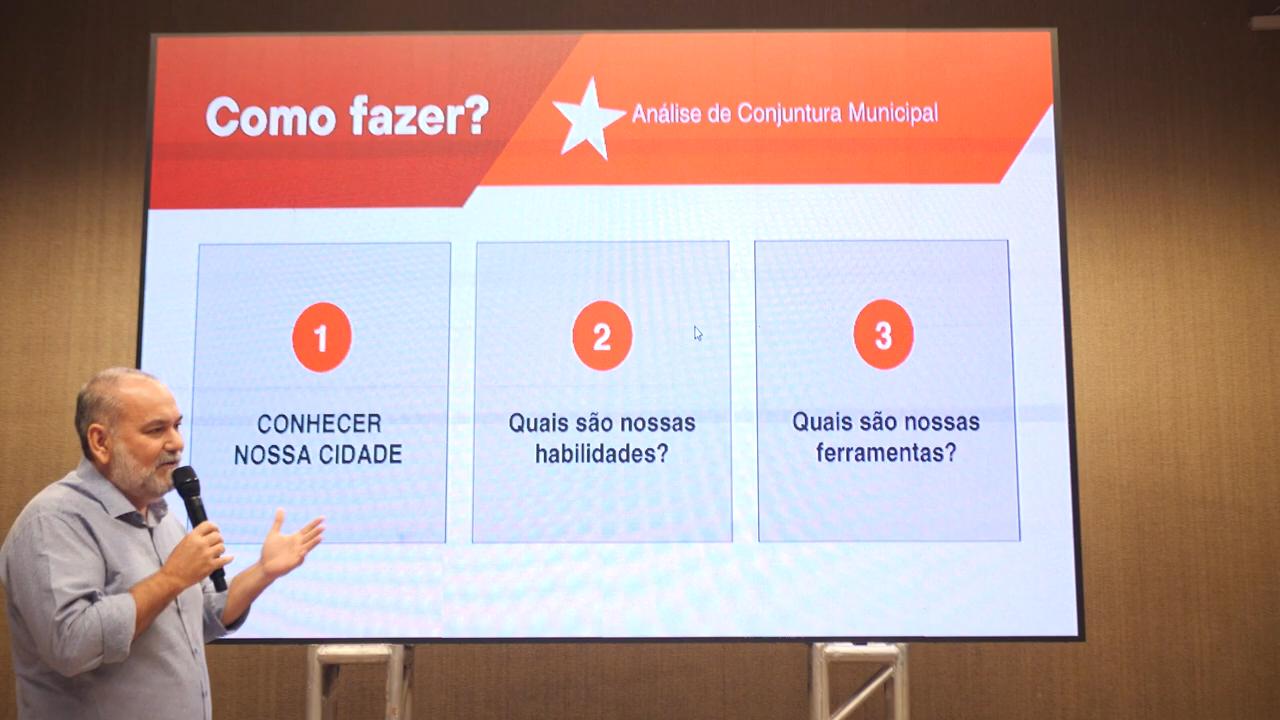 Como fazer?
Análise de Conjuntura Municipal
1
CONHECER
NOSSA CIDADE
2
Quais são nossas
habilidades?
3
Quais são nossas
ferramentas?